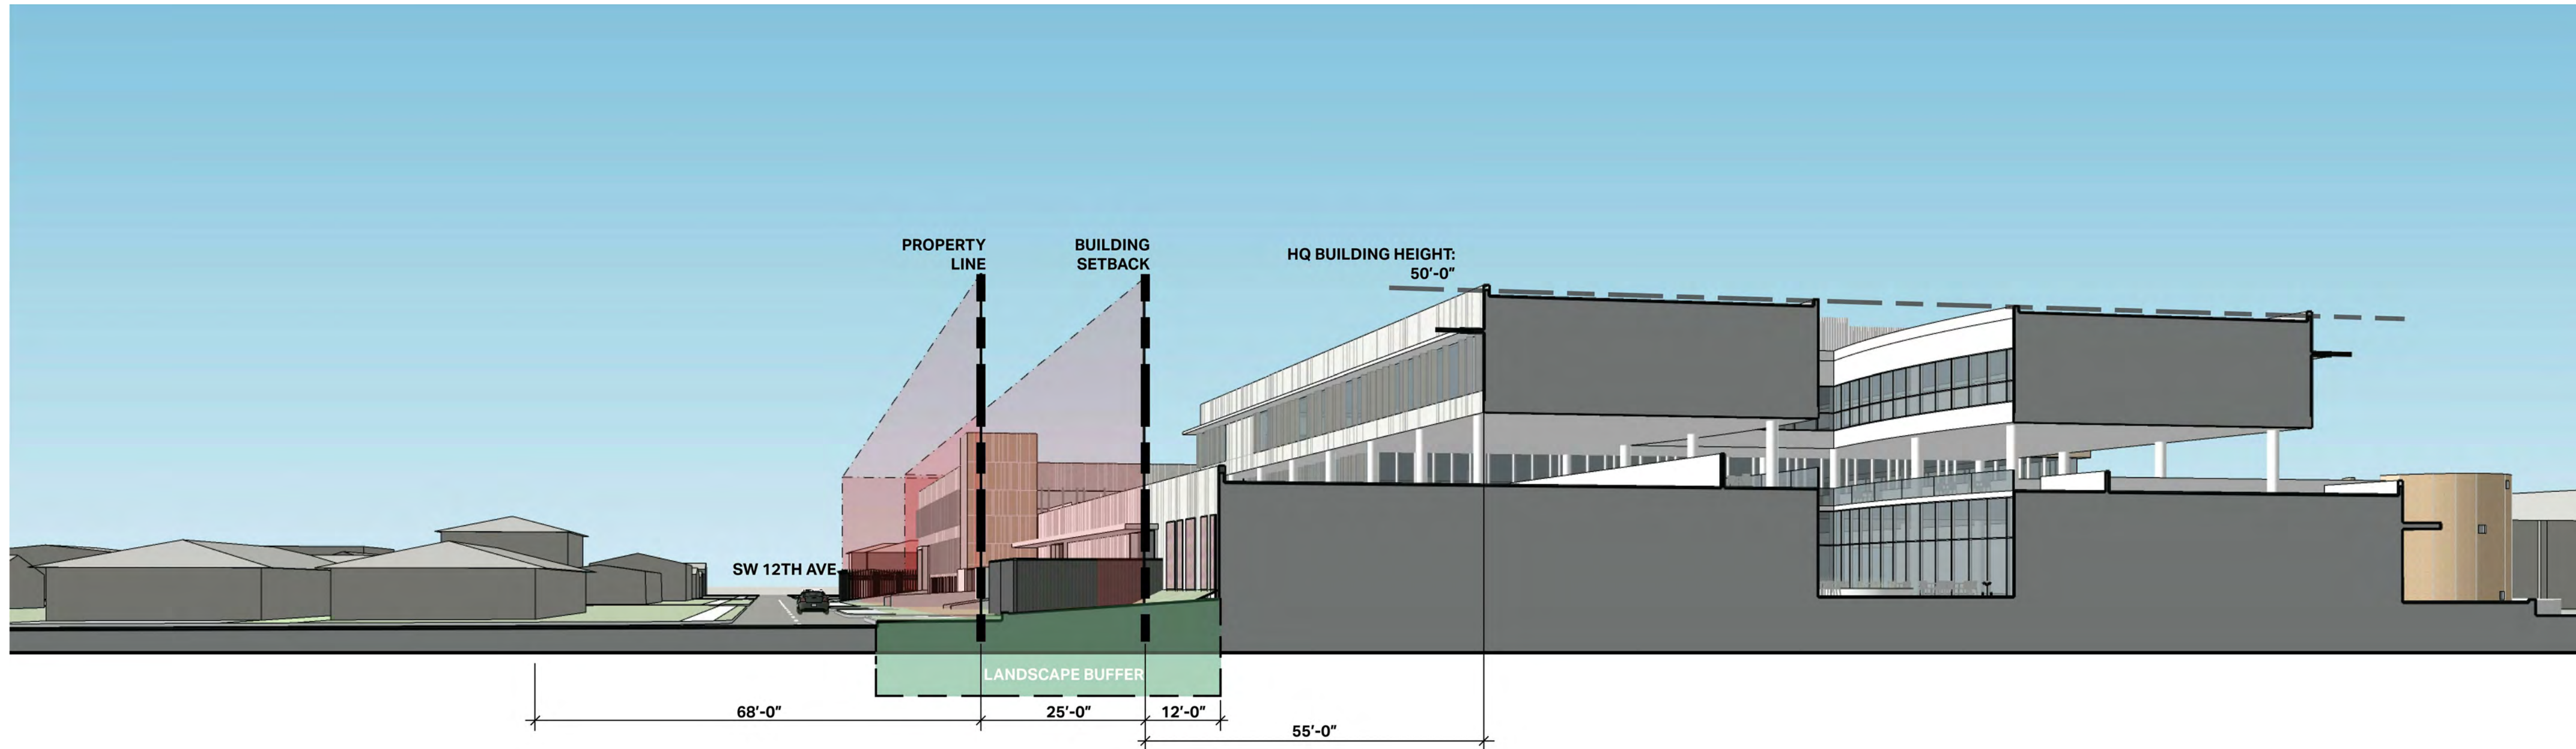 PROPERTY
LINE
BUILDING
SETBACK
HQ BUILDING HEIGHT:
50'-0"
SW 12TH AVE
LANDSCAPE BUFFER
68'-0"
25'-0"
12'-0"
55'-0"